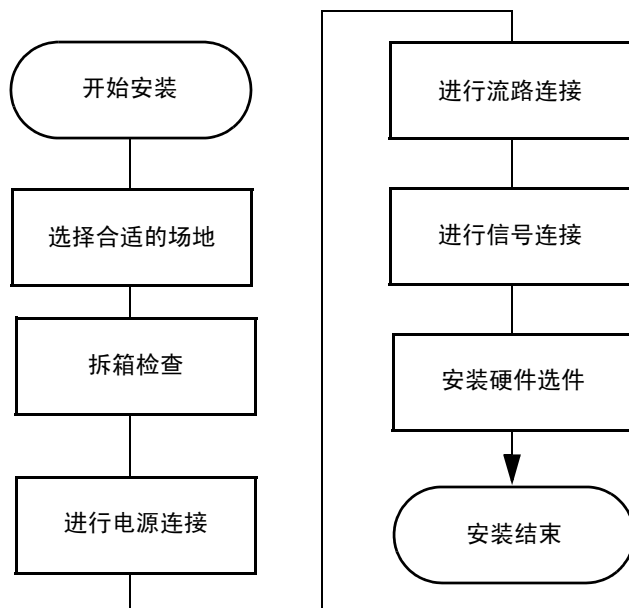 开始安装
选择合适的场地
拆箱检查
进行电源连接
进行流路连接
进行信号连接
安装硬件选件
安装结束